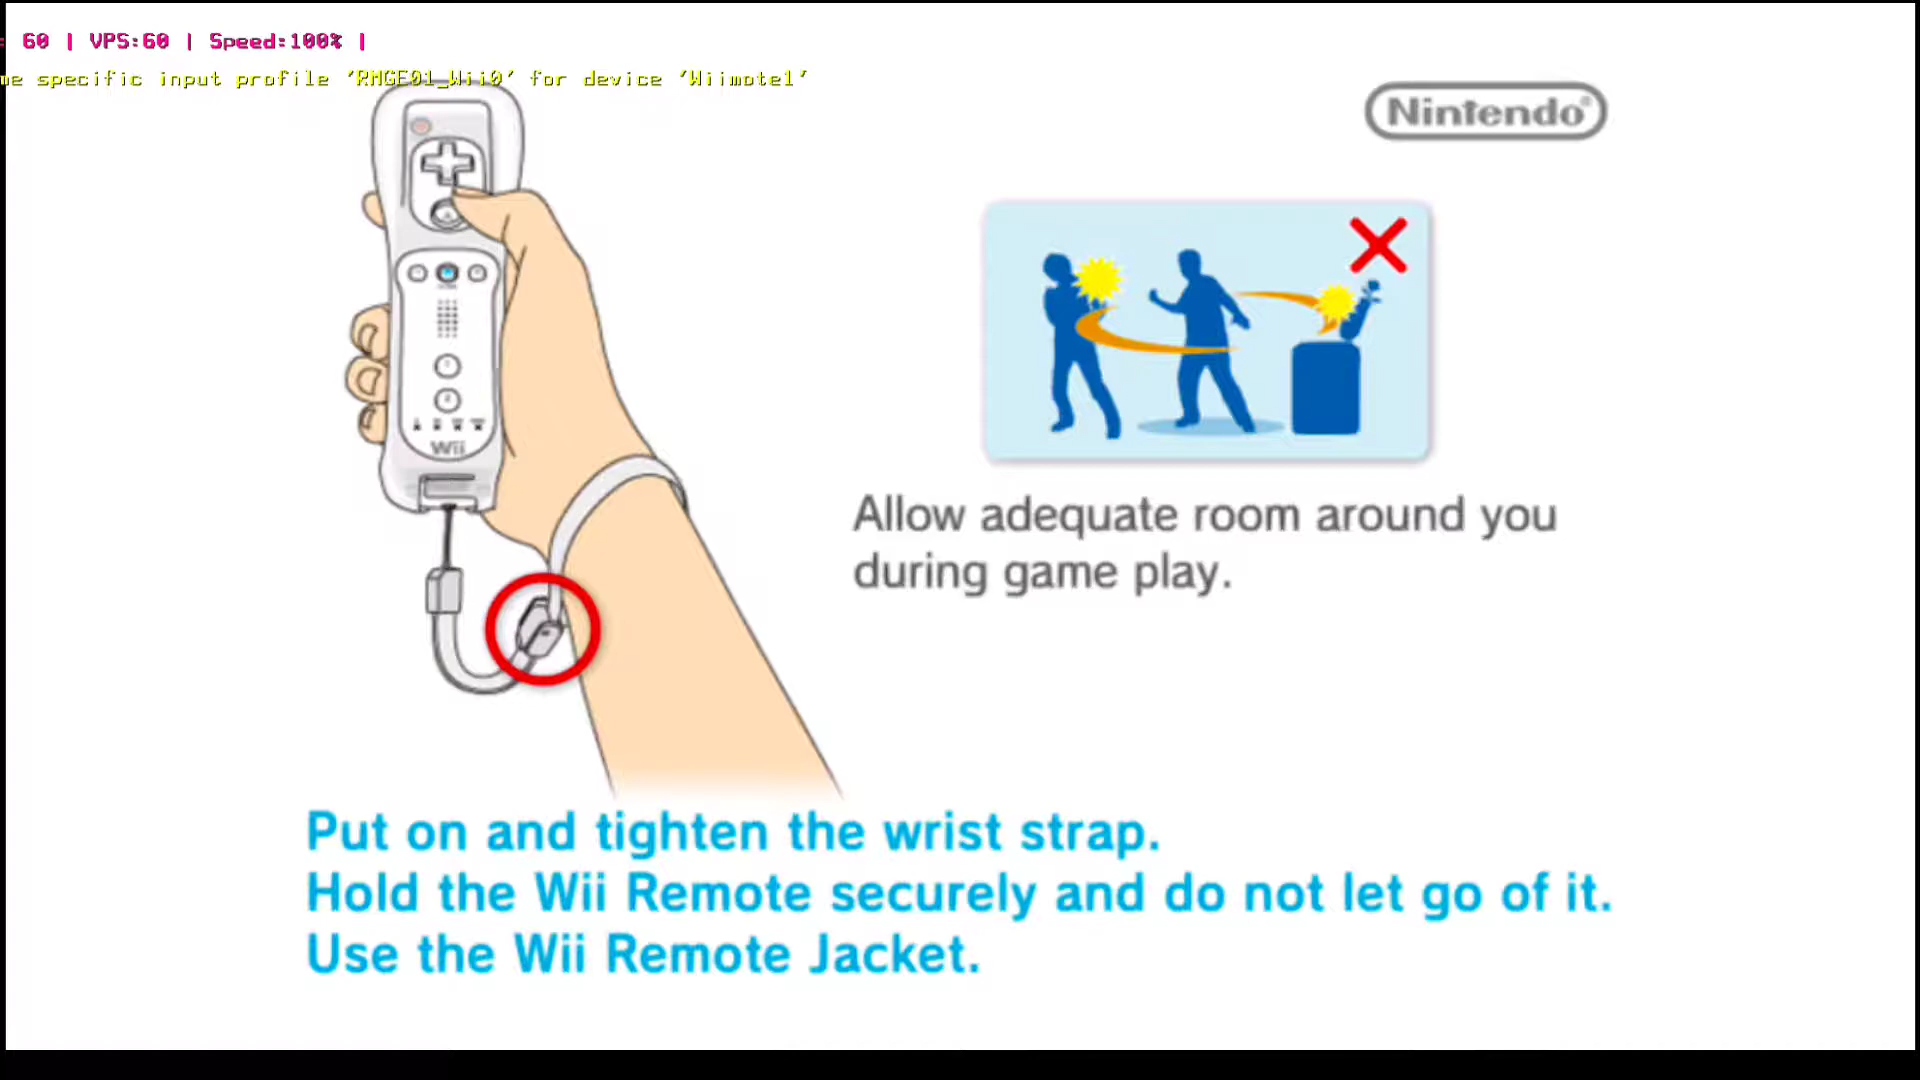 : 60 | VPS:60 | Speed:100% |
me specific input profile 'RMGE01_Wii0' for device 'Wiimote1'
Nintendo®
Wii
Allow adequate room around you
during game play.
Put on and tighten the wrist strap.
Hold the Wii Remote securely and do not let go of it.
Use the Wii Remote Jacket.